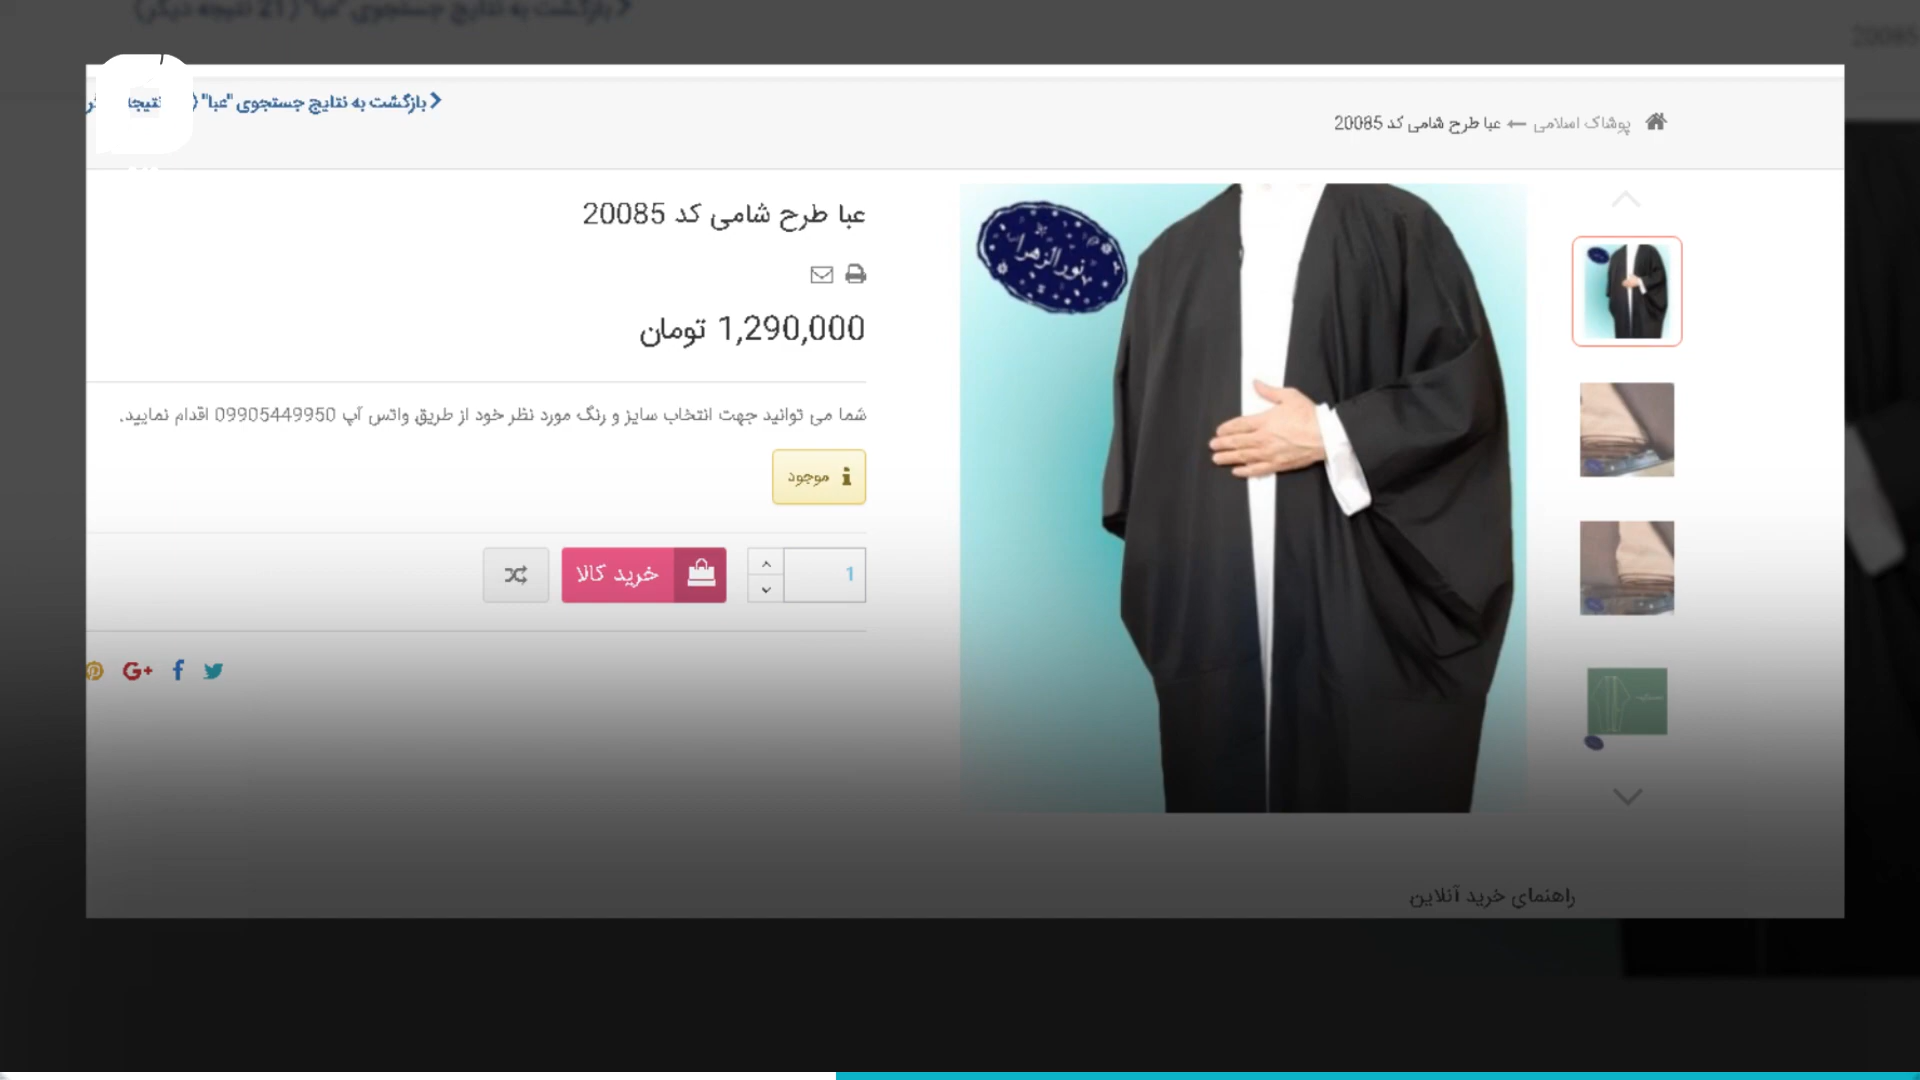 بازگشت به نتایج جستجوی "عبا" (
پوشاک اسلامی ← عبا طرح شامی کد 20085
عبا طرح شامی کد 20085
نورالزهرا
1,290,000 تومان
شما می توانید جهت انتخاب سایز و رنگ مورد نظر خود از طریق واتس آپ 09905449950 اقدام نمایید.
موجود
1
خرید کالا
راهنمای خرید آنلاین